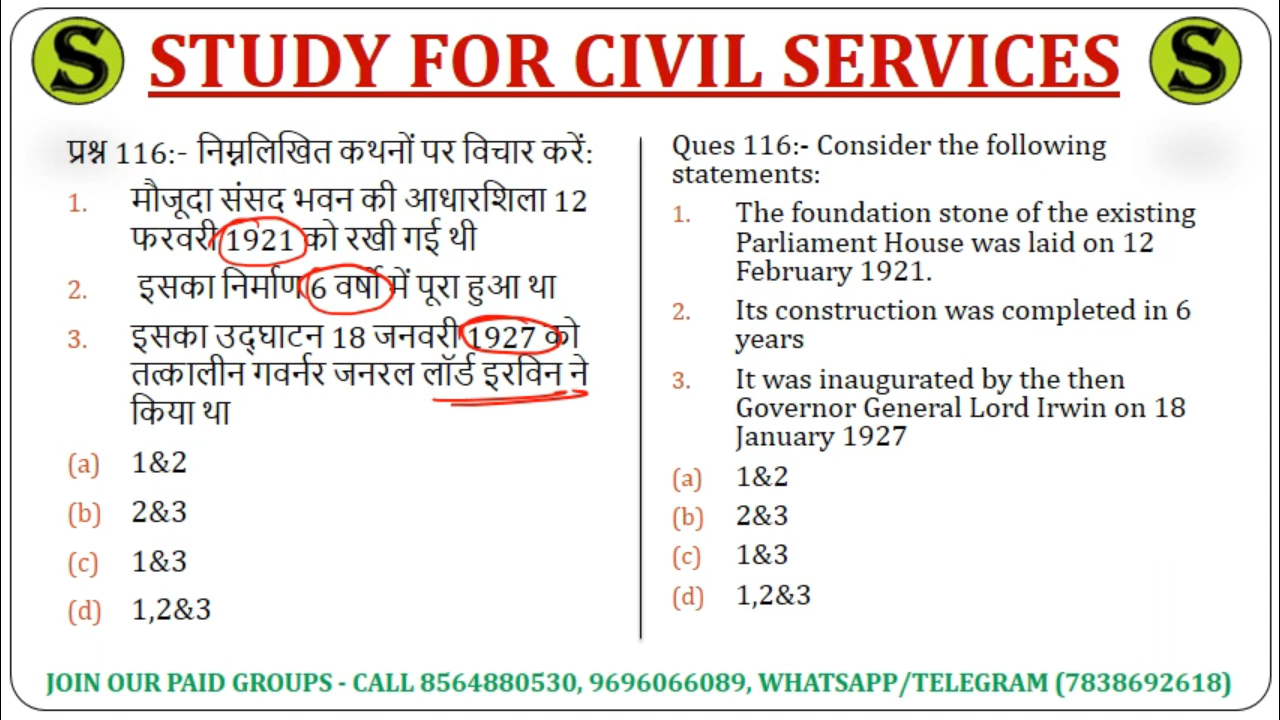 S STUDY FOR CIVIL SERVICES S
प्रश्न 116:- निम्नलिखित कथनों पर विचार करें:
1. मौजूदा संसद भवन की आधारशिला 12
फरवरी 1921 को रखी गई थी
2. इसका निर्माण 6 वर्षो में पूरा हुआ था
3. इसका उद्घाटन 18 जनवरी 1927 को
तत्कालीन गवर्नर जनरल लॉर्ड इरविन ने
किया था
(a) 1&2
(b) 2&3
(c) 1&3
(d) 1,2&3
Ques 116:- Consider the following
statements:
1. The foundation stone of the existing
Parliament House was laid on 12
February 1921.
2. Its construction was completed in 6
years
3. It was inaugurated by the then
Governor General Lord Irwin on 18
January 1927
(a) 1&2
(b) 2&3
(c) 1&3
(d) 1,2&3
JOIN OUR PAID GROUPS - CALL 8564880530, 9696066089, WHATSAPP/TELEGRAM (7838692618)